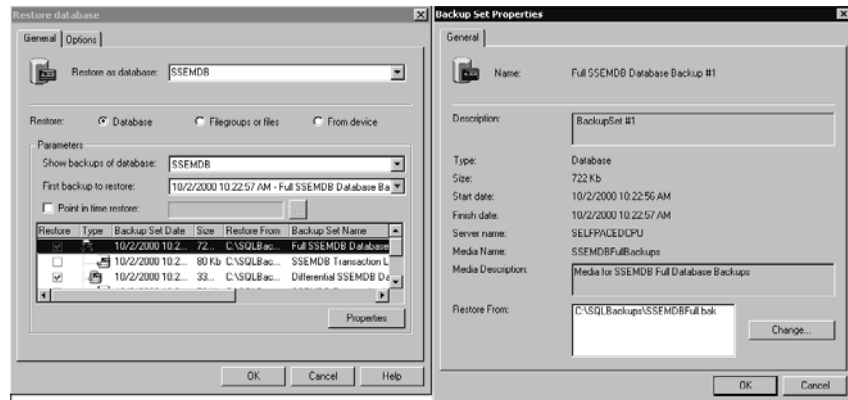 Restore database
General
Options
Restore as database: SSEMDB
Restore: Database Filegroups or files From device
Parameters
Show backups of database: SSEMDB
First backup to restore: 10/2/2000 10:22:57 AM - Full SSEMDB Database Ba
Point in time restore: ...
Restore Type Backup Set Date Size Restore From Backup Set Name
10/2/2000 10:2... 72... C:\SQLBac... Full SSEMDB Database
10/2/2000 10:2... 80 Kb C:\SQLBac... SSEMDB Transaction L
10/2/2000 10:2... 33... C:\SQLBac... Differential SSEMDB Da
Properties
OK Cancel Help
Backup Set Properties
General
Name: Full SSEMDB Database Backup #1
Description: BackupSet #1
Type: Database
Size: 722 Kb
Start date: 10/2/2000 10:22:56 AM
Finish date: 10/2/2000 10:22:57 AM
Server name: SELFPACEDCPU
Media Name: SSEMDBFullBackups
Media Description: Media for SSEMDB Full Database Backups
Restore From: C:\SQLBackups\SSEMDBFull.bak
Change...
OK Cancel